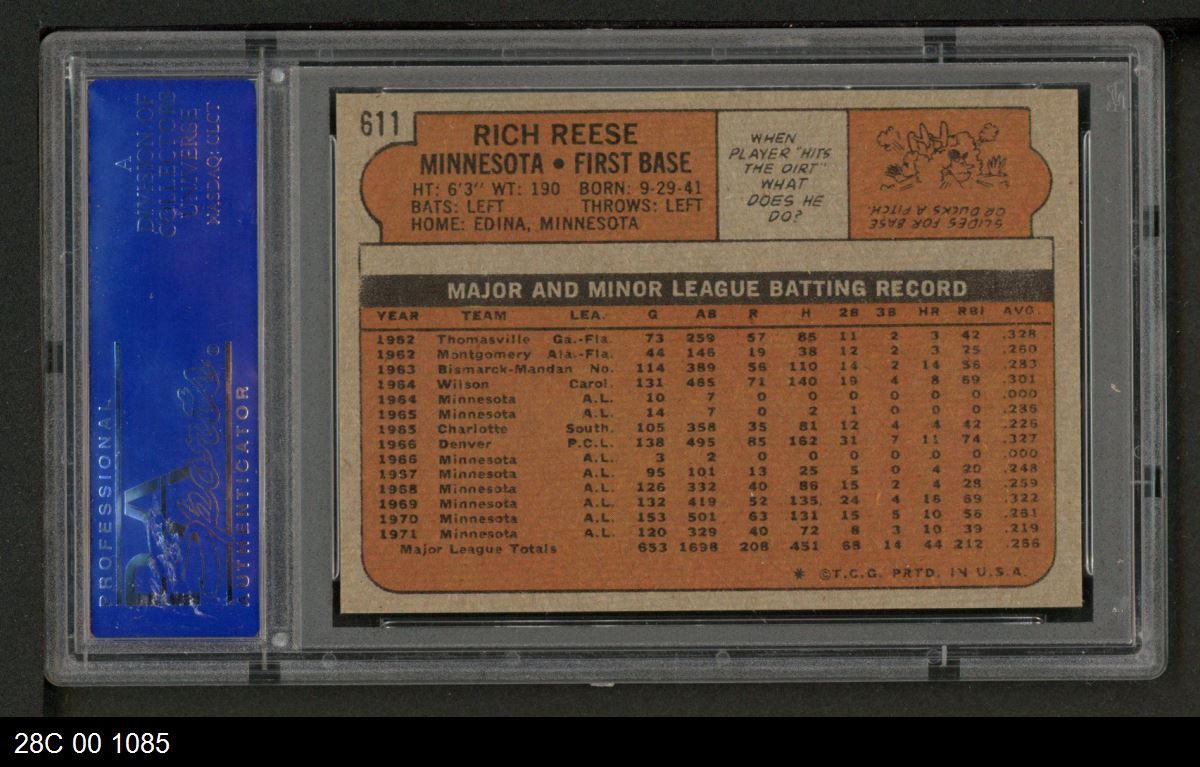 A
DIVISION OF
COLLECTORS
UNIVERSE
NASDAQ: CLCT
PROFESSIONAL
PSA
Sports
AUTHENTICATOR
611
RICH REESE
MINNESOTA • FIRST BASE
HT: 6'3" WT: 190 BORN: 9-29-41
BATS: LEFT THROWS: LEFT
HOME: EDINA, MINNESOTA
WHEN
PLAYER "HITS
THE DIRT"
WHAT
DOES HE
DO?
SLIDES FOR BASE
OR DUCKS A PITCH.
MAJOR AND MINOR LEAGUE BATTING RECORD
YEAR TEAM LEA. G AB R H 2B 3B HR RBI AVG.
1962 Thomasville Ga.-Fla. 73 259 57 85 11 2 3 42 .328
1962 Montgomery Ala.-Fla. 44 146 19 38 12 2 3 25 .260
1963 Bismarck-Mandan No. 114 389 56 110 14 2 14 56 .283
1964 Wilson Carol. 131 465 71 140 19 4 8 69 .301
1964 Minnesota A.L. 10 7 0 0 0 0 0 0 .000
1965 Minnesota A.L. 14 7 0 2 1 0 0 0 .286
1965 Charlotte South. 105 358 35 81 12 4 4 42 .226
1966 Denver P.C.L. 138 495 85 162 31 7 11 74 .327
1966 Minnesota A.L. 3 2 0 0 0 0 0 0 .000
1967 Minnesota A.L. 95 101 13 25 5 0 4 20 .248
1968 Minnesota A.L. 126 332 40 86 15 2 4 28 .259
1969 Minnesota A.L. 132 419 52 135 24 4 16 69 .322
1970 Minnesota A.L. 153 501 63 131 15 5 10 56 .261
1971 Minnesota A.L. 120 329 40 72 8 3 10 39 .219
Major League Totals 653 1698 208 451 68 14 44 212 .266
* ©T.C.G. PRTD. IN U.S.A.
28C 00 1085